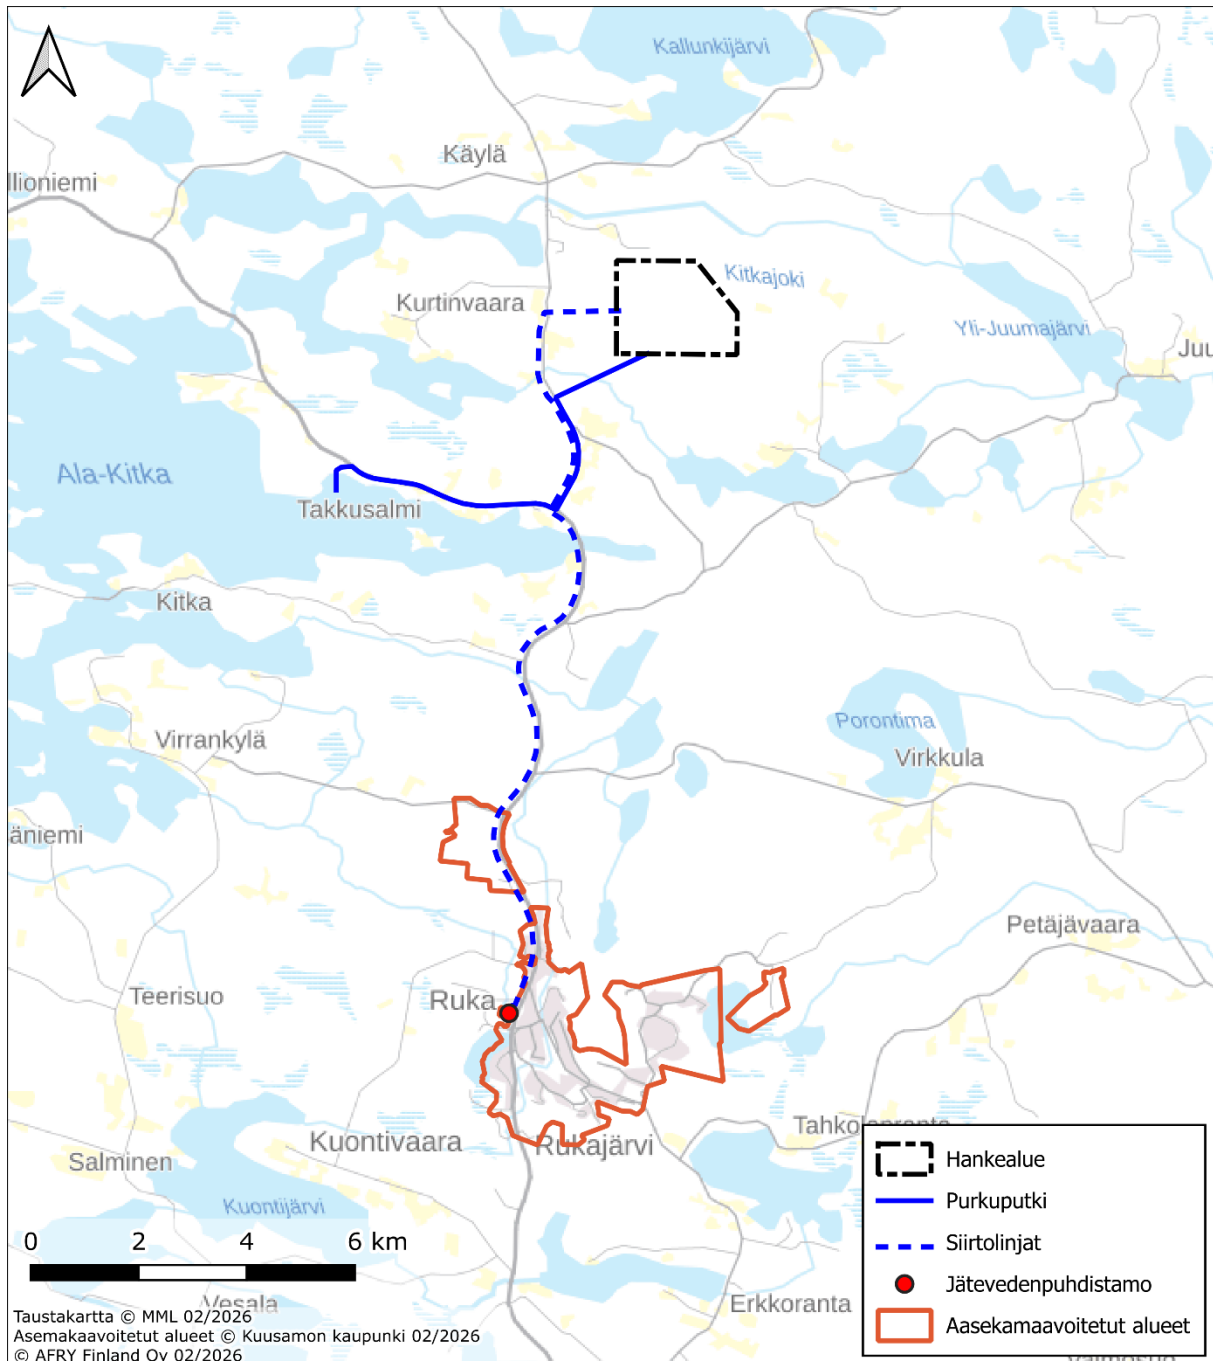 Kallunkijärvi
Käylä
llioniemi
Kitkajoki
Kurtinvaara
Yli-Juumajärvi
Juu
Ala-Kitka
Takkusalmi
Kitka
Porontima
Virrankylä
Virkkula
äniemi
Petäjävaara
Teerisuo
Ruka
Tahkolanranta
Kuontivaara
Rukajärvi
Salminen
Kuontijärvi
Hankealue
Purkuputki
Siirtolinjat
Jätevedenpuhdistamo
Aasekamaavoitetut alueet
0 2 4 6 km
Vesala
Erkkoranta
Taustakartta © MML 02/2026
Asemakaavoitetut alueet © Kuusamon kaupunki 02/2026
© AFRY Finland Oy 02/2026